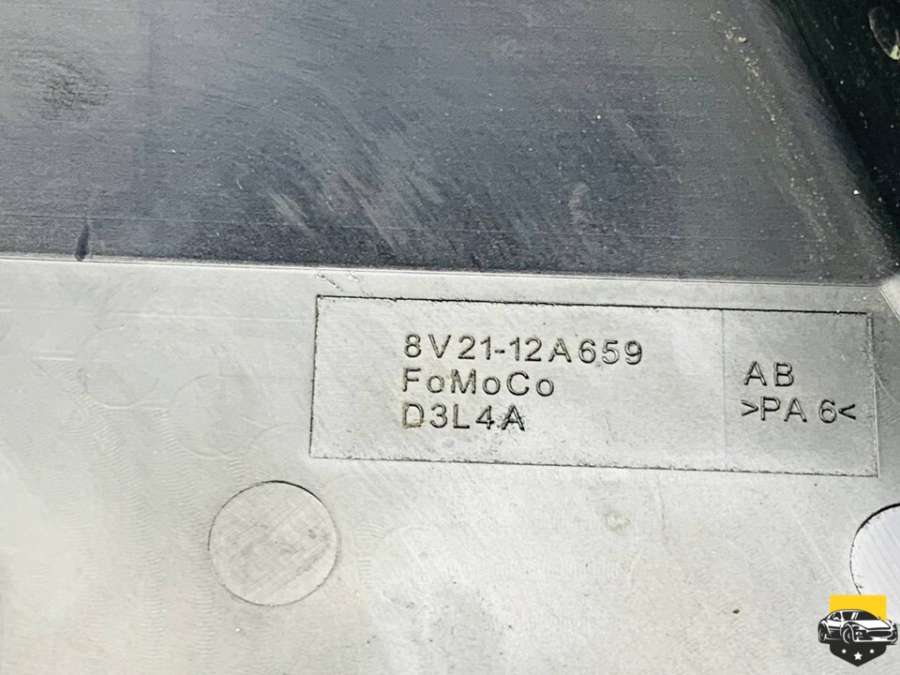 8V21-12A659
FoMoCo
D3L4A
AB
>PA 6<